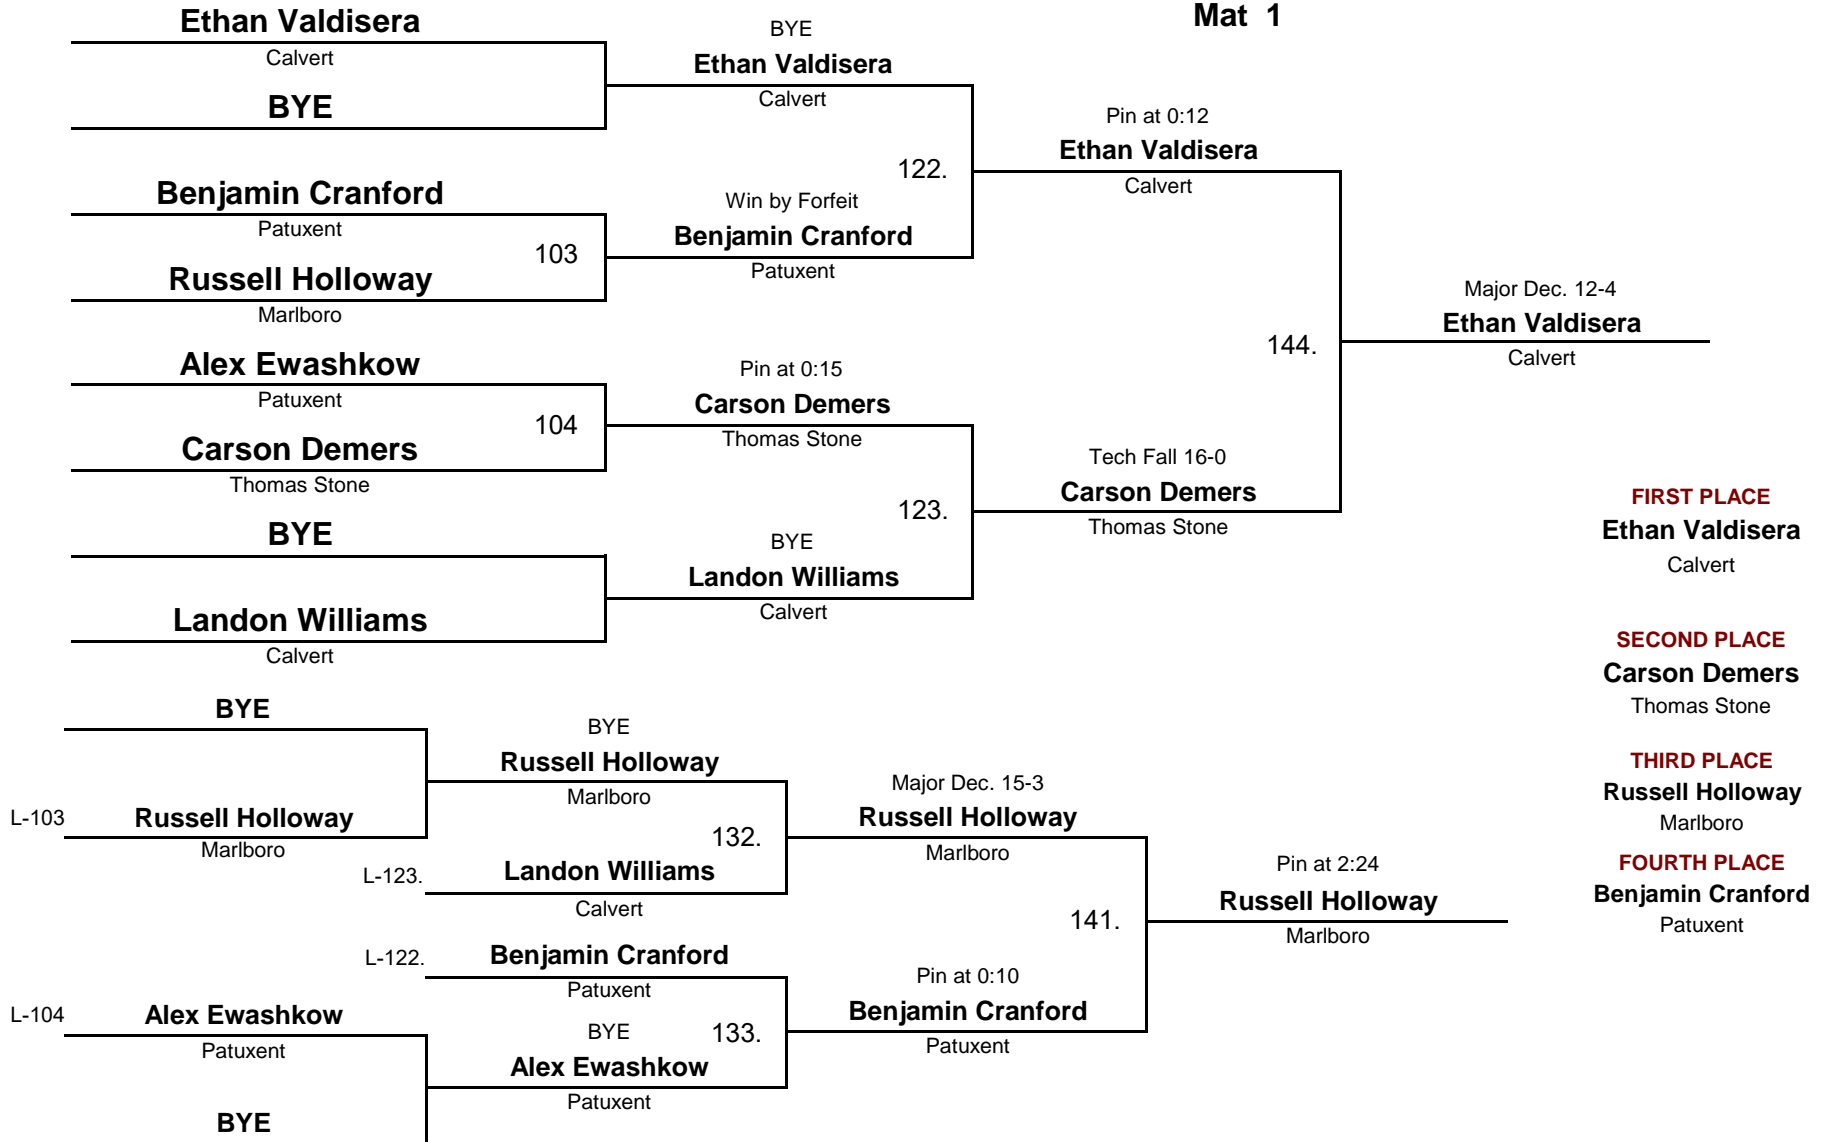 Mat 1
Ethan Valdisera
Calvert
BYE
BYE
Ethan Valdisera
Calvert
Benjamin Cranford
Patuxent
103
Russell Holloway
Marlboro
Win by Forfeit
Benjamin Cranford
Patuxent
122.
Pin at 0:12
Ethan Valdisera
Calvert
Alex Ewashkow
Patuxent
104
Carson Demers
Thomas Stone
Pin at 0:15
Carson Demers
Thomas Stone
BYE
Landon Williams
Calvert
BYE
Landon Williams
Calvert
123.
Tech Fall 16-0
Carson Demers
Thomas Stone
144.
Major Dec. 12-4
Ethan Valdisera
Calvert
FIRST PLACE
Ethan Valdisera
Calvert
SECOND PLACE
Carson Demers
Thomas Stone
THIRD PLACE
Russell Holloway
Marlboro
FOURTH PLACE
Benjamin Cranford
Patuxent
BYE
L-103
Russell Holloway
Marlboro
BYE
Russell Holloway
Marlboro
132.
L-123.
Landon Williams
Calvert
Major Dec. 15-3
Russell Holloway
Marlboro
L-122.
Benjamin Cranford
Patuxent
L-104
Alex Ewashkow
Patuxent
BYE
BYE
Alex Ewashkow
Patuxent
133.
Pin at 0:10
Benjamin Cranford
Patuxent
141.
Pin at 2:24
Russell Holloway
Marlboro